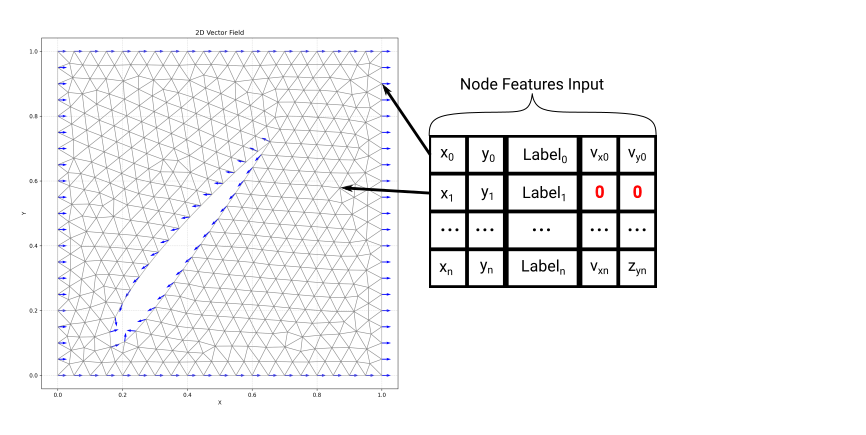 2D Vector Field
Node Features Input
1.0
0.8
0.6
0.4
0.2
0.0
Y
0.0 0.2 0.4 0.6 0.8 1.0
X
x0 y0 Label0 vx0 vy0
x1 y1 Label1 0 0
... ... ... ... ...
xn yn Labeln vxn zyn